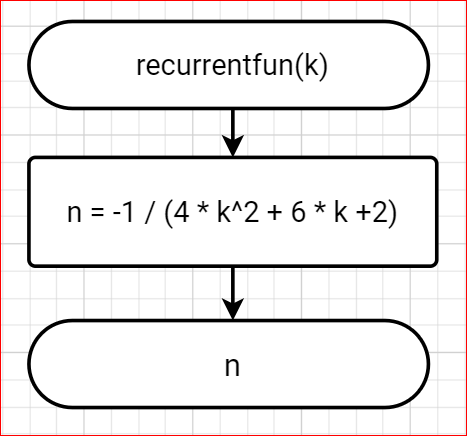 recurrentfun(k)
n = -1 / (4 * k^2 + 6 * k +2)
n